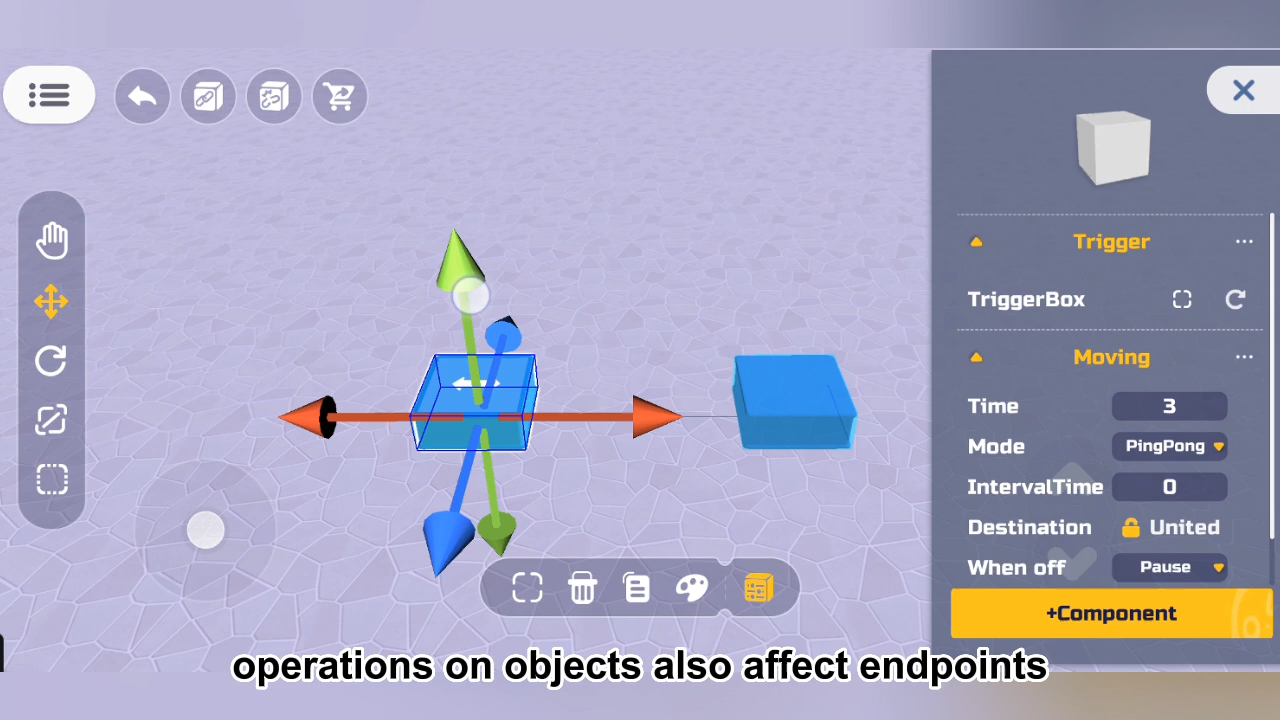 Trigger
TriggerBox
Moving
Time 3
Mode PingPong
IntervalTime 0
Destination United
When off Pause
+Component
operations on objects also affect endpoints